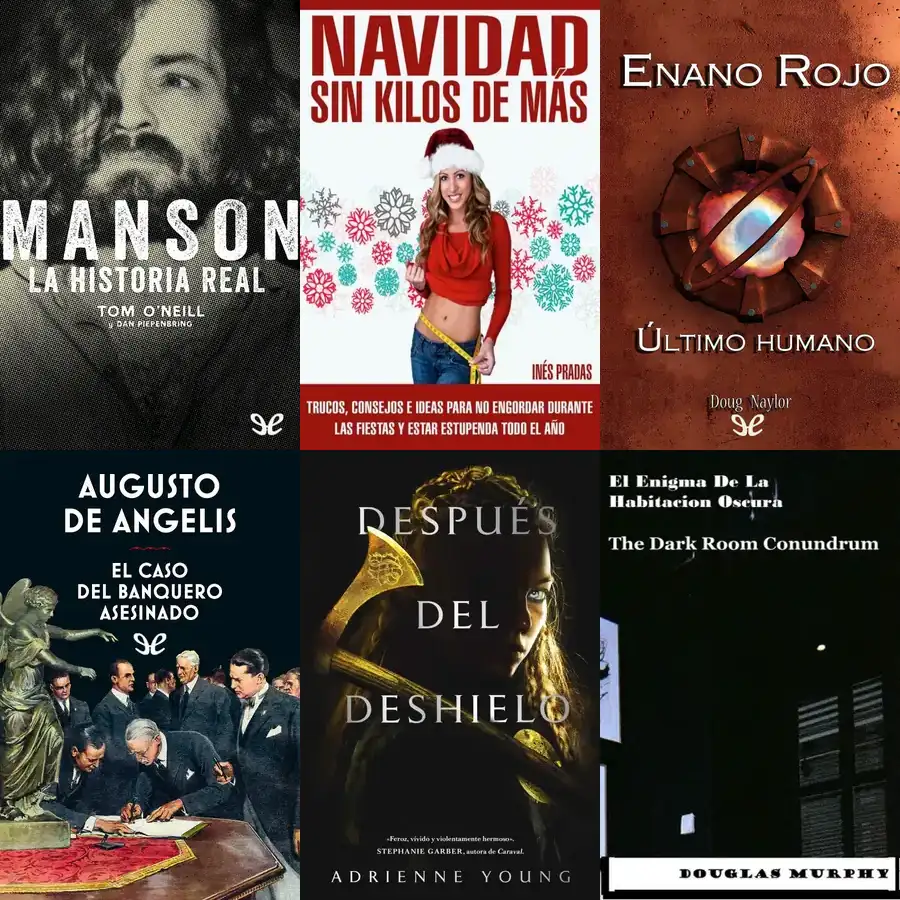 MANSON
LA HISTORIA REAL
TOM O'NEILL
y DAN PIEPENBRING
NAVIDAD
SIN KILOS DE MÁS
INÉS PRADAS
TRUCOS, CONSEJOS E IDEAS PARA NO ENGORDAR DURANTE
LAS FIESTAS Y ESTAR ESTUPENDA TODO EL AÑO
ENANO ROJO
ÚLTIMO HUMANO
Doug Naylor
AUGUSTO
DE ANGELIS
EL CASO
DEL BANQUERO
ASESINADO
DESPUÉS
DEL
DESHIELO
«Feroz, vívido y violentamente hermoso».
STEPHANIE GARBER, autora de Caraval.
ADRIENNE YOUNG
El Enigma De La
Habitacion Oscura
The Dark Room Conundrum
DOUGLAS MURPHY